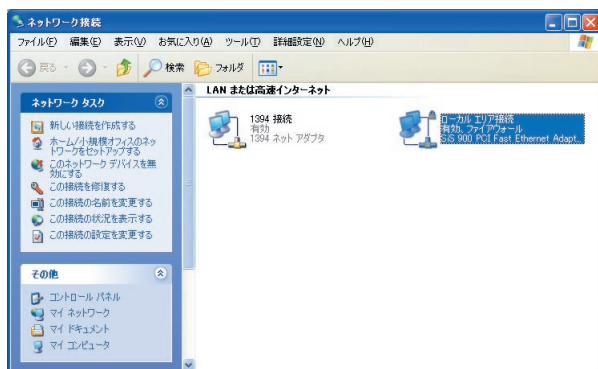 ネットワーク接続
ファイル(F) 編集(E) 表示(V) お気に入り(A) ツール(T) 詳細設定(N) ヘルプ(H)
戻る 検索 フォルダ
ネットワーク タスク
新しい接続を作成する
ホーム/小規模オフィスのネットワークをセットアップする
このネットワーク デバイスを無効にする
この接続を修復する
この接続の名前を変更する
この接続の状況を表示する
この接続の設定を変更する
その他
コントロール パネル
マイ ネットワーク
マイ ドキュメント
マイ コンピュータ
LAN または高速インターネット
1394 接続
有効
1394 ネット アダプタ
ローカル エリア接続
有効、ファイアウォール
SiS 900 PCI Fast Ethernet Adapt...